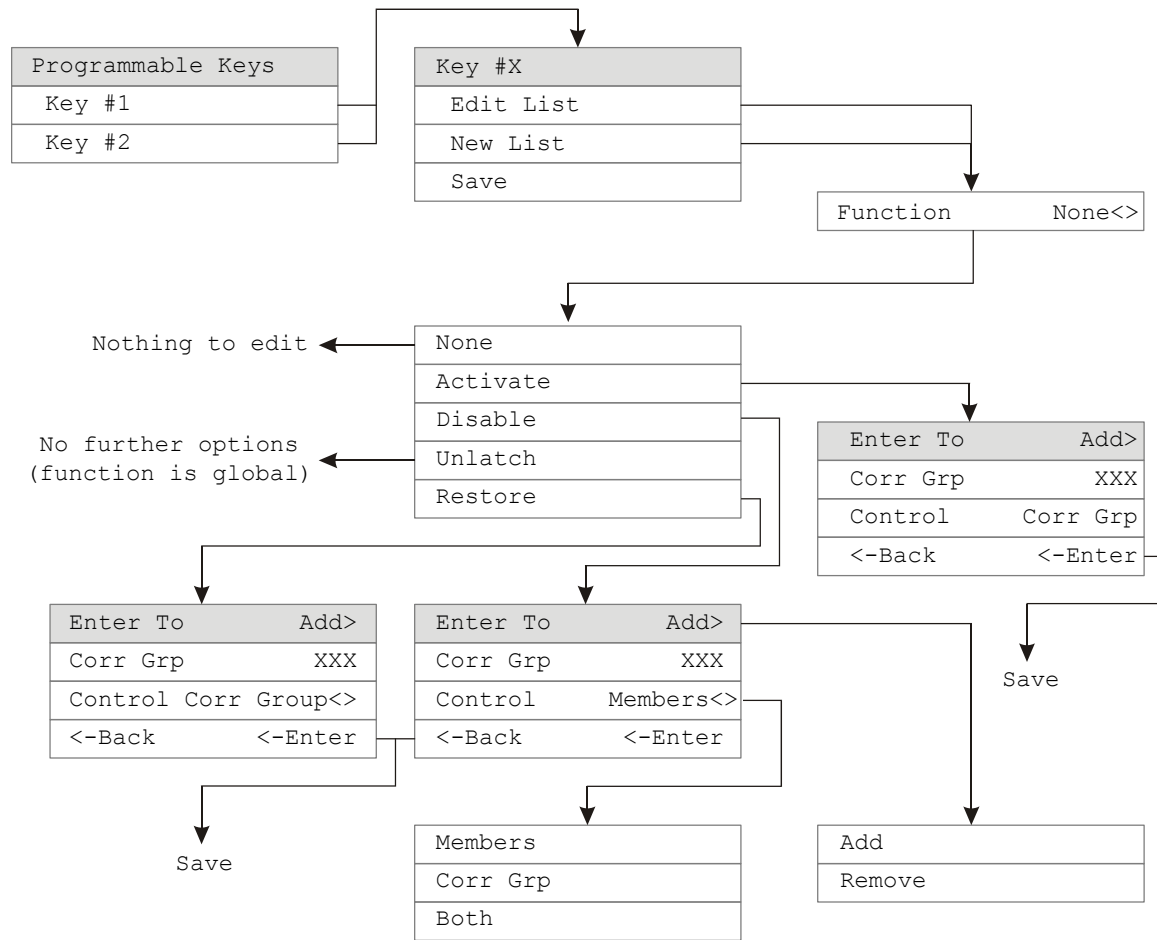 Programmable Keys
Key #1
Key #2
Key #X
Edit List
New List
Save
Function None<>
Nothing to edit
No further options
(function is global)
None
Activate
Disable
Unlatch
Restore
Enter To Add>
Corr Grp XXX
Control Corr Grp
<-Back <-Enter
Save
Enter To Add>
Corr Grp XXX
Control Corr Group<>
<-Back <-Enter
Save
Enter To Add>
Corr Grp XXX
Control Members<>
<-Back <-Enter
Members
Corr Grp
Both
Add
Remove